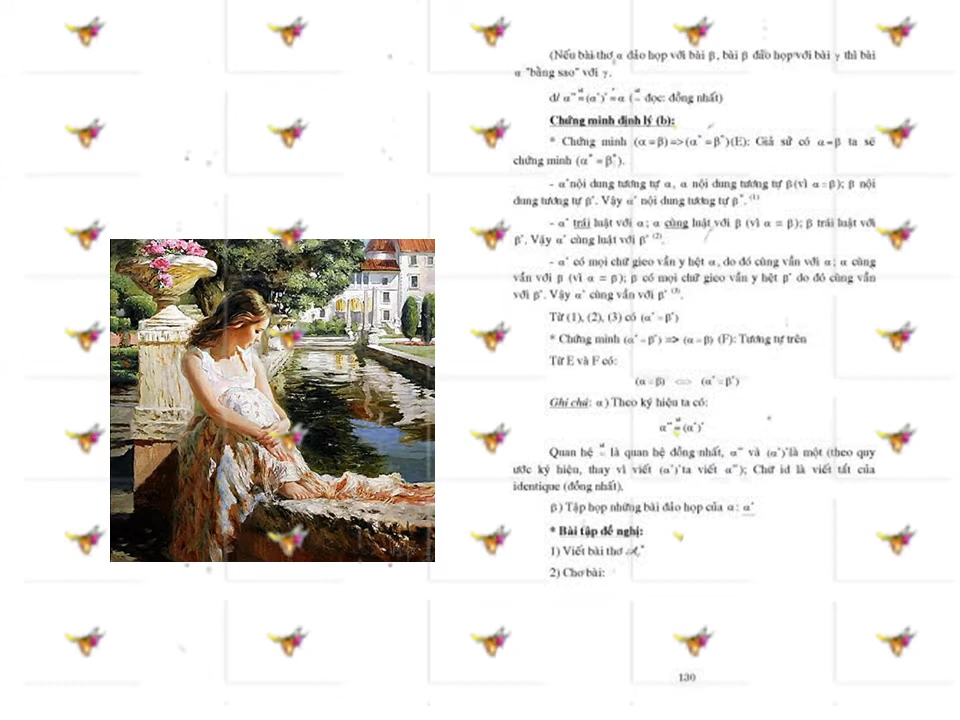 (Nếu bài thơ α đảo họp với bài β, bài β đảo họp với bài γ thì bài
α "bằng sao" với γ.
d/ α** = (α*)* = α ( = đọc: đồng nhất)
Chứng minh định lý (b):
* Chứng minh (α = β) => (α* = β*) (E): Giả sử có α = β ta sẽ
chứng minh (α* = β*).
- α* nội dung tương tự α, α nội dung tương tự β (vì α = β); β nội
dung tương tự β*. Vậy α* nội dung tương tự β*. (1)
- α* trái luật với α; α cùng luật với β (vì α = β); β trái luật với
β*. Vậy α* cùng luật với β* (2).
- α* có mọi chữ gieo vần y hệt α, do đó cùng vần với α; α cùng
vần với β (vì α = β); β có mọi chữ gieo vần y hệt β* do đó cùng vần
với β*. Vậy α* cùng vần với β* (3).
Từ (1), (2), (3) có (α* = β*)
* Chứng minh (α* = β*) => (α = β) (F): Tương tự trên
Từ E và F có:
(α = β) <=> (α* = β*)
Ghi chú: α) Theo ký hiệu ta có:
α** id= (α*)*
Quan hệ id= là quan hệ đồng nhất, α** và (α*)* là một (theo quy
ước ký hiệu, thay vì viết (α*)* ta viết α**); Chữ id là viết tắt của
identique (đồng nhất).
β) Tập họp những bài đảo họp của α: α*
* Bài tập đề nghị:
1) Viết bài thơ
2) Cho bài:
130